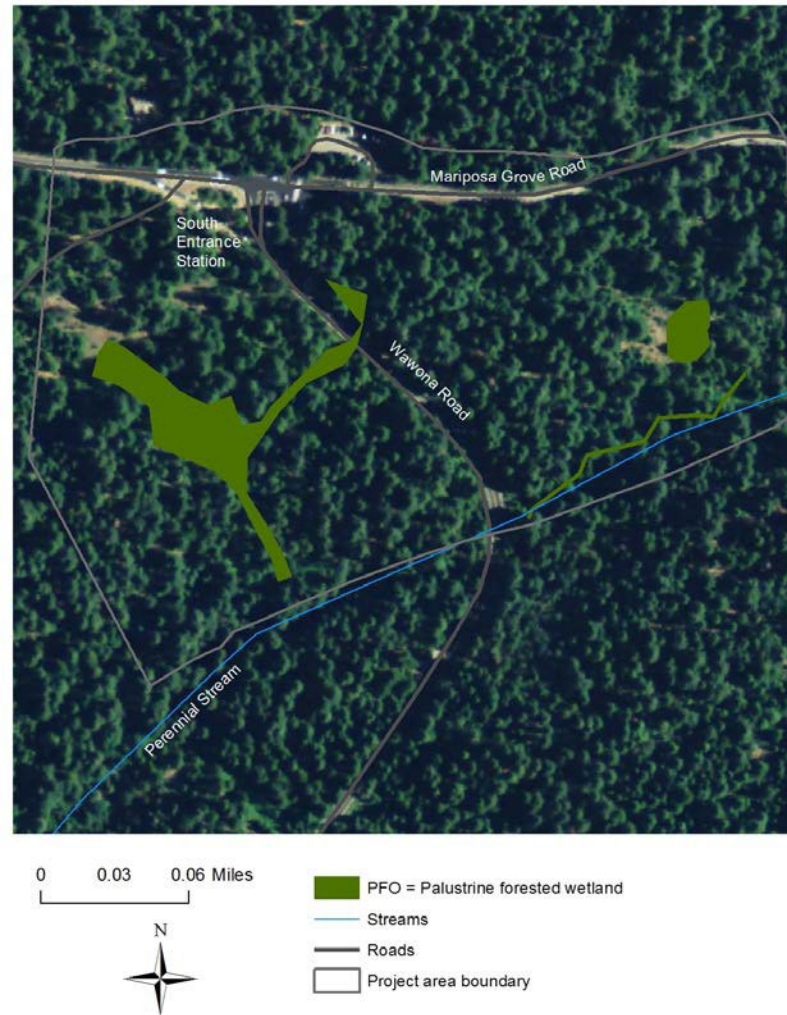 Mariposa Grove Road
South
Entrance
Station
Wawona Road
Perennial Stream
0 0.03 0.06 Miles
N
PFO = Palustrine forested wetland
Streams
Roads
Project area boundary